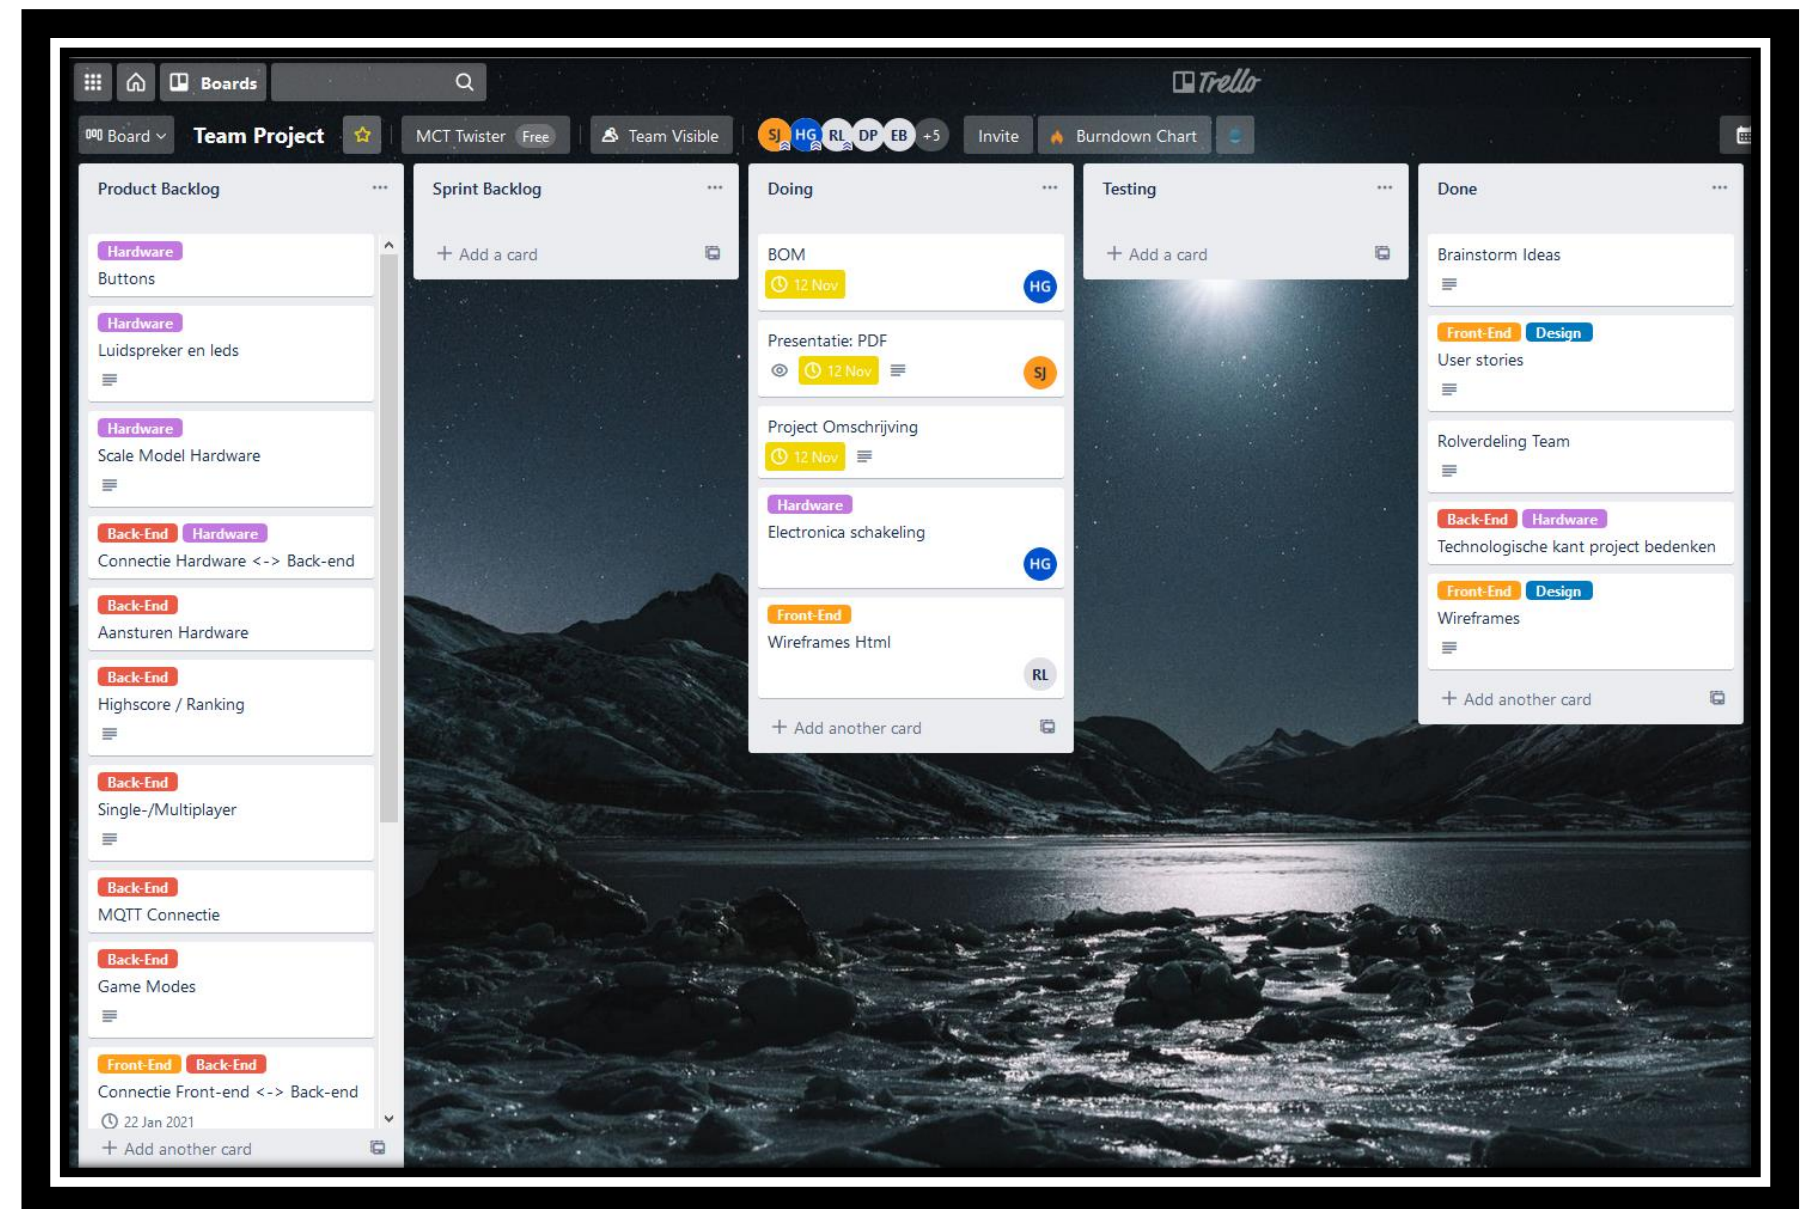 Boards
Trello
Board
Team Project
MCT Twister Free
Team Visible
SJ HG RL DP EB +5
Invite
Burndown Chart
Product Backlog
Hardware
Buttons
Hardware
Luidspreker en leds
Hardware
Scale Model Hardware
Back-End Hardware
Connectie Hardware <-> Back-end
Back-End
Aansturen Hardware
Back-End
Highscore / Ranking
Back-End
Single-/Multiplayer
Back-End
MQTT Connectie
Back-End
Game Modes
Front-End Back-End
Connectie Front-end <-> Back-end
22 Jan 2021
+ Add another card
Sprint Backlog
+ Add a card
Doing
BOM
12 Nov
HG
Presentatie: PDF
12 Nov
SJ
Project Omschrijving
12 Nov
Hardware
Electronica schakeling
HG
Front-End
Wireframes Html
RL
+ Add another card
Testing
+ Add a card
Done
Brainstorm Ideas
Front-End Design
User stories
Rolverdeling Team
Back-End Hardware
Technologische kant project bedenken
Front-End Design
Wireframes
+ Add another card